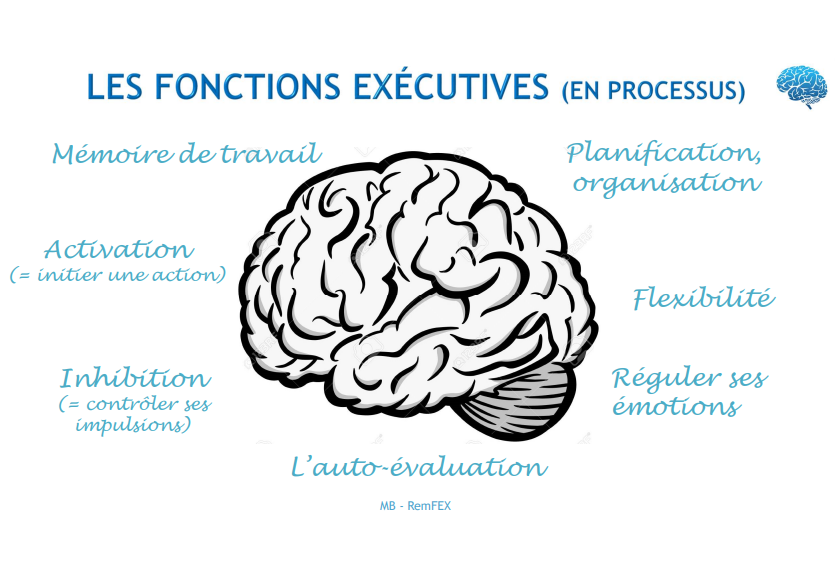 LES FONCTIONS EXÉCUTIVES (EN PROCESSUS)
Mémoire de travail
Planification,
organisation
Activation
(= initier une action)
Flexibilité
Inhibition
(= contrôler ses
impulsions)
Réguler ses
émotions
L'auto-évaluation
MB - RemFEX